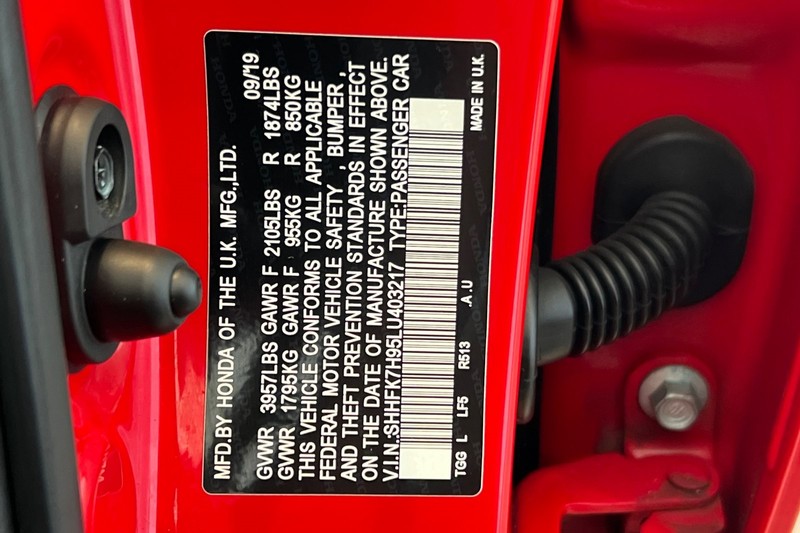 MFD.BY HONDA OF THE U.K. MFG.,LTD. 09/19
GVWR 3957LBS GAWR F 2105LBS R 1874LBS
GVWR 1795KG GAWR F 955KG R 850KG
THIS VEHICLE CONFORMS TO ALL APPLICABLE
FEDERAL MOTOR VEHICLE SAFETY , BUMPER ,
AND THEFT PREVENTION STANDARDS IN EFFECT
ON THE DATE OF MANUFACTURE SHOWN ABOVE.
V.I.N.:SHHFK7H95LU403217 TYPE:PASSENGER CAR
TGG L LF5 R513 .A .U MADE IN U.K.